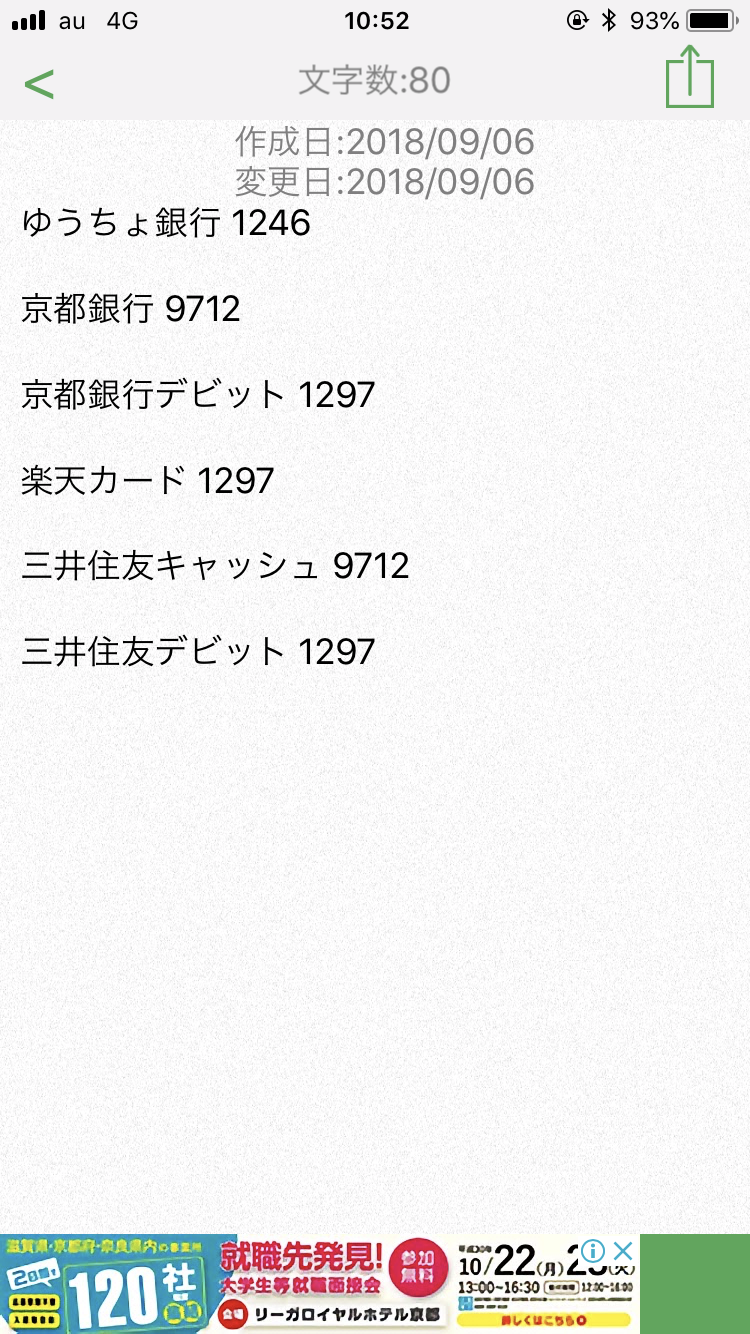 au 4G 10:52 93%
<
文字数:80
作成日:2018/09/06
変更日:2018/09/06
ゆうちょ銀行 1246
京都銀行 9712
京都銀行デビット 1297
楽天カード 1297
三井住友キャッシュ 9712
三井住友デビット 1297
滋賀県・京都府・奈良県内の事業所
2日間で
120社
就職先発見!
参加無料
大学生等就職面接会
会場 リーガロイヤルホテル京都
10/22(月)
13:00~16:30
詳しくはこちら